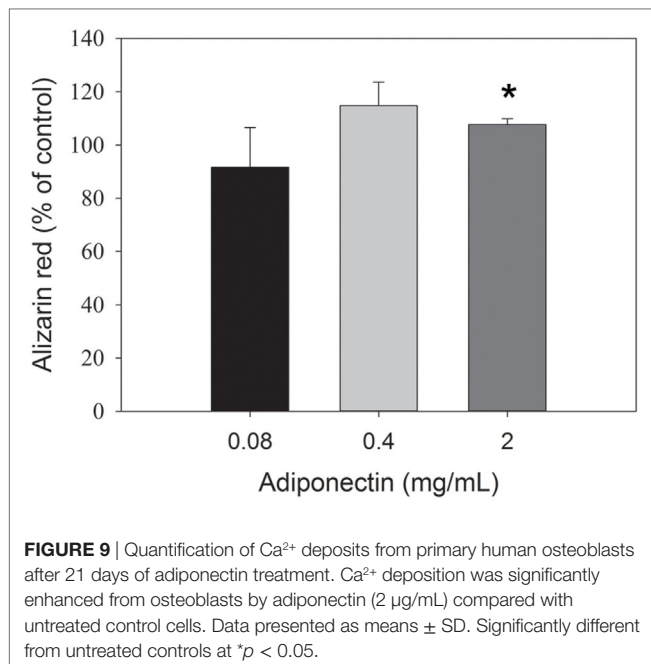 140
120
100
80
60
40
20
0
Alizarin red (% of control)
*
0.08 0.4 2
Adiponectin (mg/mL)
FIGURE 9 | Quantification of Ca²⁺ deposits from primary human osteoblasts
after 21 days of adiponectin treatment. Ca²⁺ deposition was significantly
enhanced from osteoblasts by adiponectin (2 μg/mL) compared with
untreated control cells. Data presented as means ± SD. Significantly different
from untreated controls at *p < 0.05.